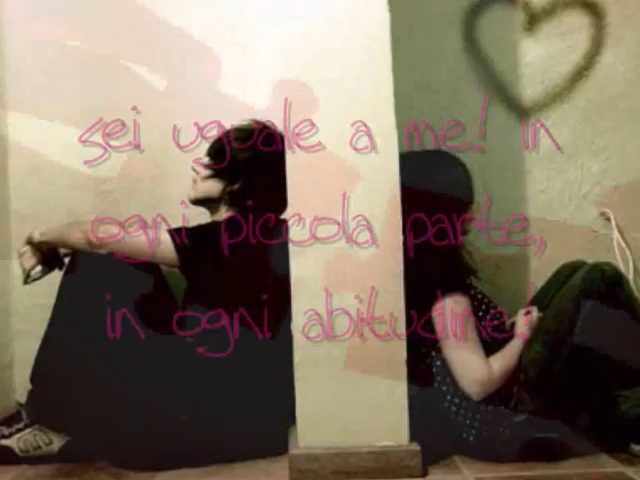 sei uguale a me! in
ogni piccola parte,
in ogni abitudine!